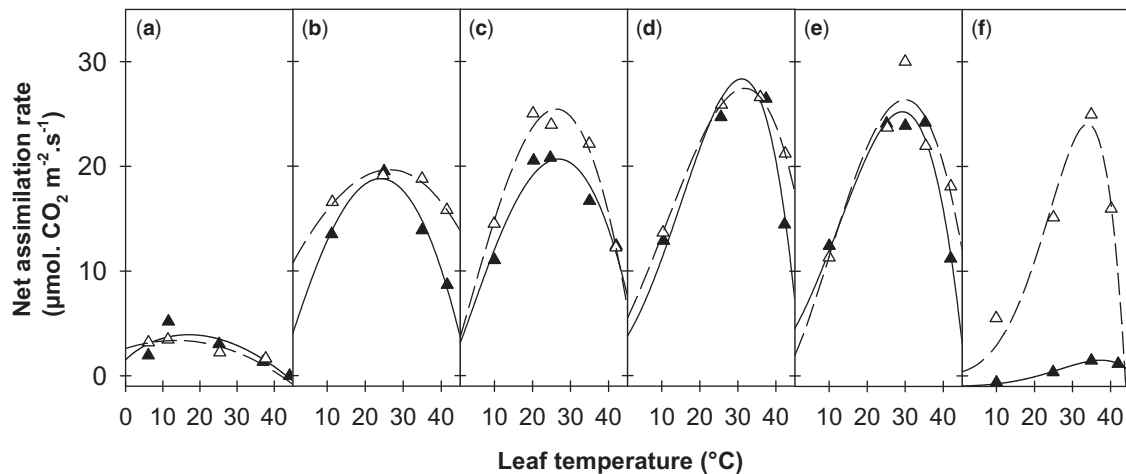 (a) (b) (c) (d) (e) (f)
30
20
10
0
0 10 20 30 40 10 20 30 40 10 20 30 40 10 20 30 40 10 20 30 40 10 20 30 40
Net assimilation rate
(µmol. CO₂ m⁻².s⁻¹)
Leaf temperature (°C)